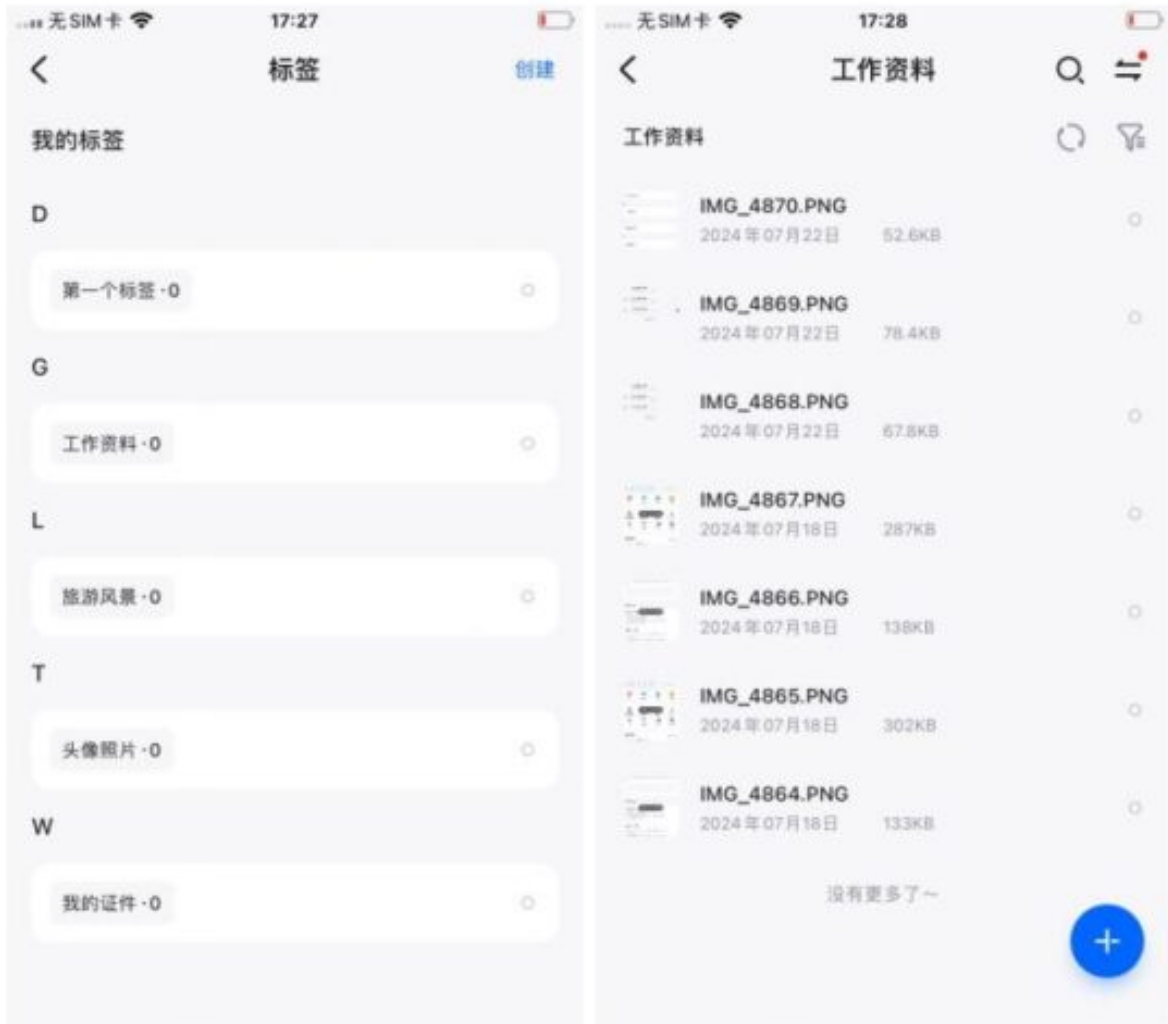 无SIM卡 17:27
标签 创建
我的标签
D
第一个标签·0
G
工作资料·0
L
旅游风景·0
T
头像照片·0
W
我的证件·0
无SIM卡 17:28
工作资料
工作资料
IMG_4870.PNG
2024年07月22日 52.6KB
IMG_4869.PNG
2024年07月22日 78.4KB
IMG_4868.PNG
2024年07月22日 67.8KB
IMG_4867.PNG
2024年07月18日 287KB
IMG_4866.PNG
2024年07月18日 138KB
IMG_4865.PNG
2024年07月18日 302KB
IMG_4864.PNG
2024年07月18日 133KB
没有更多了~